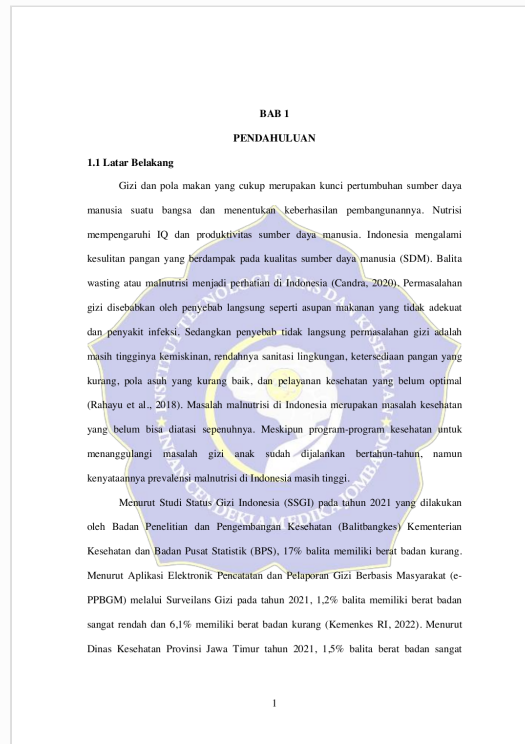 BAB 1
PENDAHULUAN
1.1 Latar Belakang
Gizi dan pola makan yang cukup merupakan kunci pertumbuhan sumber daya
manusia suatu bangsa dan menentukan keberhasilan pembangunannya. Nutrisi
mempengaruhi IQ dan produktivitas sumber daya manusia. Indonesia mengalami
kesulitan pangan yang berdampak pada kualitas sumber daya manusia (SDM). Balita
wasting atau malnutrisi menjadi perhatian di Indonesia (Candra, 2020). Permasalahan
gizi disebabkan oleh penyebab langsung seperti asupan makanan yang tidak adekuat
dan penyakit infeksi. Sedangkan penyebab tidak langsung permasalahan gizi adalah
masih tingginya kemiskinan, rendahnya sanitasi lingkungan, ketersediaan pangan yang
kurang, pola asuh yang kurang baik, dan pelayanan kesehatan yang belum optimal
(Rahayu et al., 2018). Masalah malnutrisi di Indonesia merupakan masalah kesehatan
yang belum bisa diatasi sepenuhnya. Meskipun program-program kesehatan untuk
menanggulangi masalah gizi anak sudah dijalankan bertahun-tahun, namun
kenyataannya prevalensi malnutrisi di Indonesia masih tinggi.
Menurut Studi Status Gizi Indonesia (SSGI) pada tahun 2021 yang dilakukan
oleh Badan Penelitian dan Pengembangan Kesehatan (Balitbangkes) Kementerian
Kesehatan dan Badan Pusat Statistik (BPS), 17% balita memiliki berat badan kurang.
Menurut Aplikasi Elektronik Pencatatan dan Pelaporan Gizi Berbasis Masyarakat (e-
PPBGM) melalui Surveilans Gizi pada tahun 2021, 1,2% balita memiliki berat badan
sangat rendah dan 6,1% memiliki berat badan kurang (Kemenkes RI, 2022). Menurut
Dinas Kesehatan Provinsi Jawa Timur tahun 2021, 1,5% balita berat badan sangat
1
INSTITUT TEKNOLOGI SAINS DAN KESEHATAN
INSAN CENDEKIA MEDIKA JOMBANG